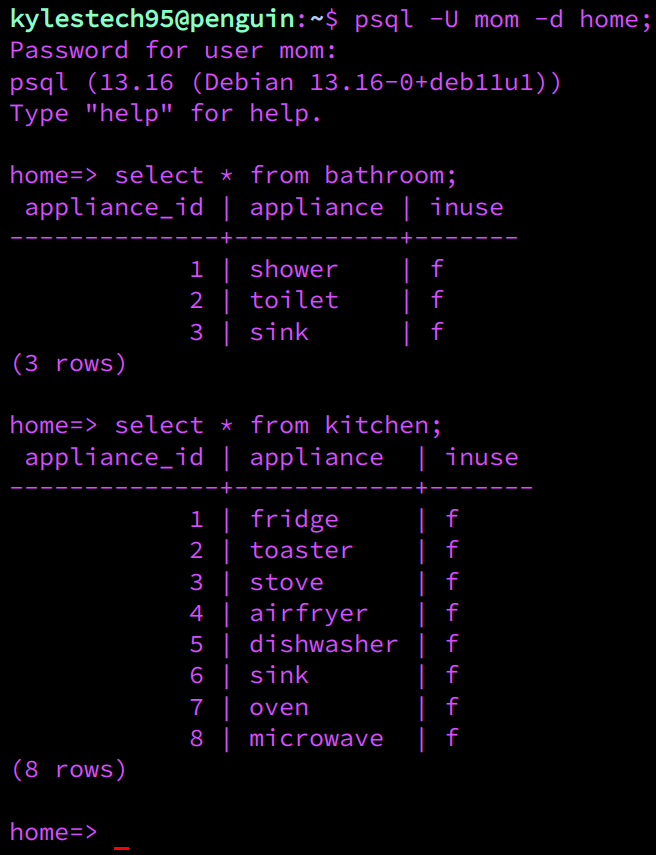 kylestech95@penguin:~$ psql -U mom -d home;
Password for user mom:
psql (13.16 (Debian 13.16-0+deb11u1))
Type "help" for help.

home=> select * from bathroom;
 appliance_id | appliance | inuse
--------------+-----------+-------
            1 | shower    | f
            2 | toilet    | f
            3 | sink      | f
(3 rows)

home=> select * from kitchen;
 appliance_id | appliance  | inuse
--------------+------------+-------
            1 | fridge     | f
            2 | toaster    | f
            3 | stove      | f
            4 | airfryer   | f
            5 | dishwasher | f
            6 | sink       | f
            7 | oven       | f
            8 | microwave  | f
(8 rows)

home=> _